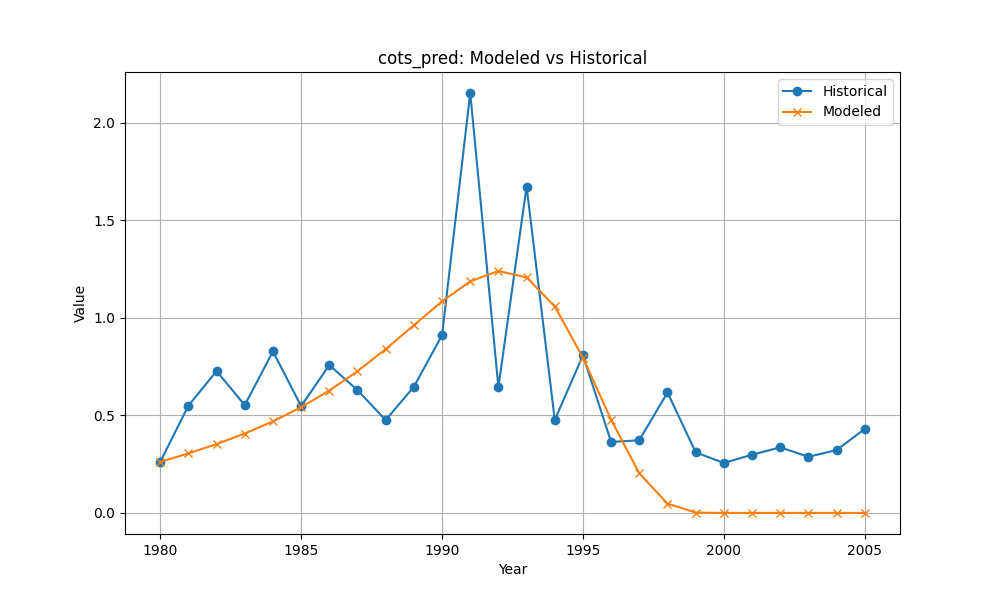 cots_pred: Modeled vs Historical
Historical
Modeled
Value
2.0
1.5
1.0
0.5
0.0
1980 1985 1990 1995 2000 2005
Year